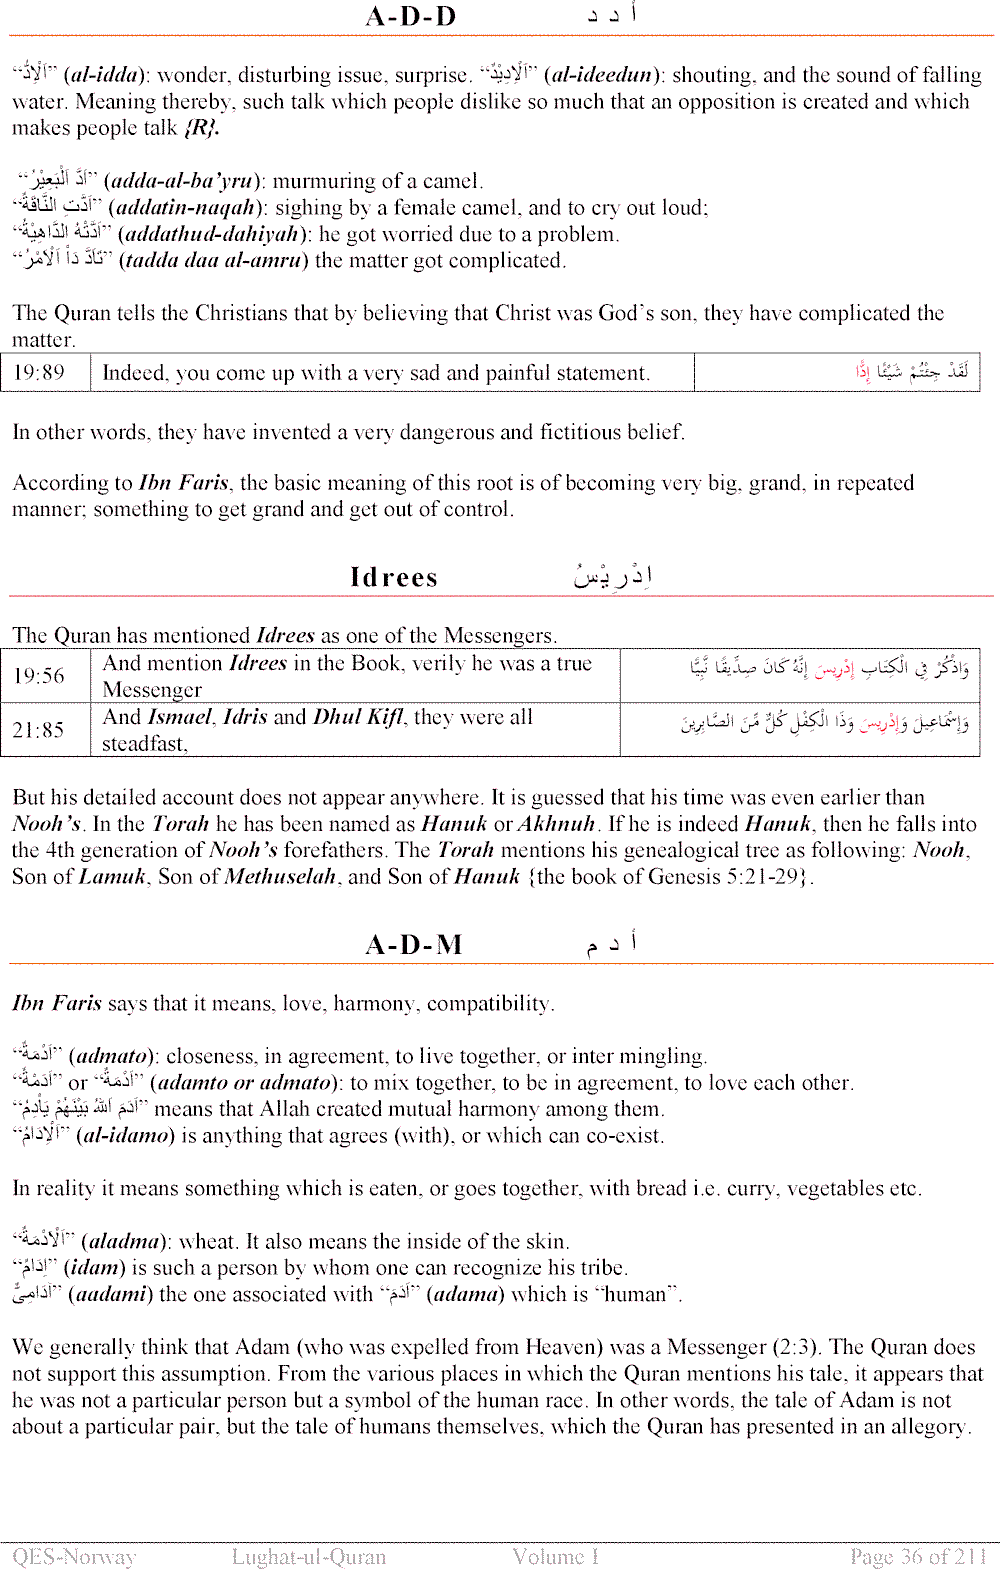 A-D-D أ د د
“اَلْاِدُّ” (al-idda): wonder, disturbing issue, surprise. “اَلْاَدِيْدُ” (al-ideedun): shouting, and the sound of falling
water. Meaning thereby, such talk which people dislike so much that an opposition is created and which
makes people talk {R}.
“اَدَّ اَلْبَعِيْرُ” (adda-al-ba’yru): murmuring of a camel.
“اَدَّتِ النَّاقَةُ” (addatin-naqah): sighing by a female camel, and to cry out loud;
“اَدَّتْهُ الدَّاهِيْةُ” (addathud-dahiyah): he got worried due to a problem.
“تَاَدَّ دَاْ اَلْاَمْرُ” (tadda daa al-amru) the matter got complicated.
The Quran tells the Christians that by believing that Christ was God’s son, they have complicated the
matter.
19:89 Indeed, you come up with a very sad and painful statement. لَقَدْ جِئْتُمْ شَيْئًا إِدًّا
In other words, they have invented a very dangerous and fictitious belief.
According to Ibn Faris, the basic meaning of this root is of becoming very big, grand, in repeated
manner; something to get grand and get out of control.
Idrees اِدْرِيْسُ
The Quran has mentioned Idrees as one of the Messengers.
19:56 And mention Idrees in the Book, verily he was a true وَاذْكُرْ فِي الْكِتَابِ إِدْرِيسَ إِنَّهُ كَانَ صِدِّيقًا نَّبِيًّا
Messenger
21:85 And Ismael, Idris and Dhul Kifl, they were all وَإِسْمَاعِيلَ وَإِدْرِيسَ وَذَا الْكِفْلِ كُلٌّ مِّنَ الصَّابِرِينَ
steadfast,
But his detailed account does not appear anywhere. It is guessed that his time was even earlier than
Nooh’s. In the Torah he has been named as Hanuk or Akhnuh. If he is indeed Hanuk, then he falls into
the 4th generation of Nooh’s forefathers. The Torah mentions his genealogical tree as following: Nooh,
Son of Lamuk, Son of Methuselah, and Son of Hanuk {the book of Genesis 5:21-29}.
A-D-M أ د م
Ibn Faris says that it means, love, harmony, compatibility.
“اَدْمَةٌ” (admato): closeness, in agreement, to live together, or inter mingling.
“اَدَمْةٌ” or “اَدْمَةٌ” (adamto or admato): to mix together, to be in agreement, to love each other.
“اَدَمَ اللهُ بَيْنَهُمْ يَأْدِمُ” means that Allah created mutual harmony among them.
“اَلْاِدَامُ” (al-idamo) is anything that agrees (with), or which can co-exist.
In reality it means something which is eaten, or goes together, with bread i.e. curry, vegetables etc.
“اَلْاَدْمَةُ” (aladma): wheat. It also means the inside of the skin.
“اِدَامُ” (idam) is such a person by whom one can recognize his tribe.
اٰدَامِیٌّ” (aadami) the one associated with “اٰدَمَ” (adama) which is “human”.
We generally think that Adam (who was expelled from Heaven) was a Messenger (2:3). The Quran does
not support this assumption. From the various places in which the Quran mentions his tale, it appears that
he was not a particular person but a symbol of the human race. In other words, the tale of Adam is not
about a particular pair, but the tale of humans themselves, which the Quran has presented in an allegory.
QES-Norway Lughat-ul-Quran Volume I Page 36 of 211